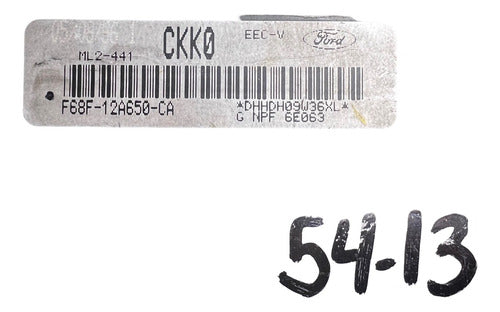 CKK0 EEC-V Ford
ML2-441
F68F-12A650-CA *DHHDH09W36XL*
G NPF 6E063
54-13